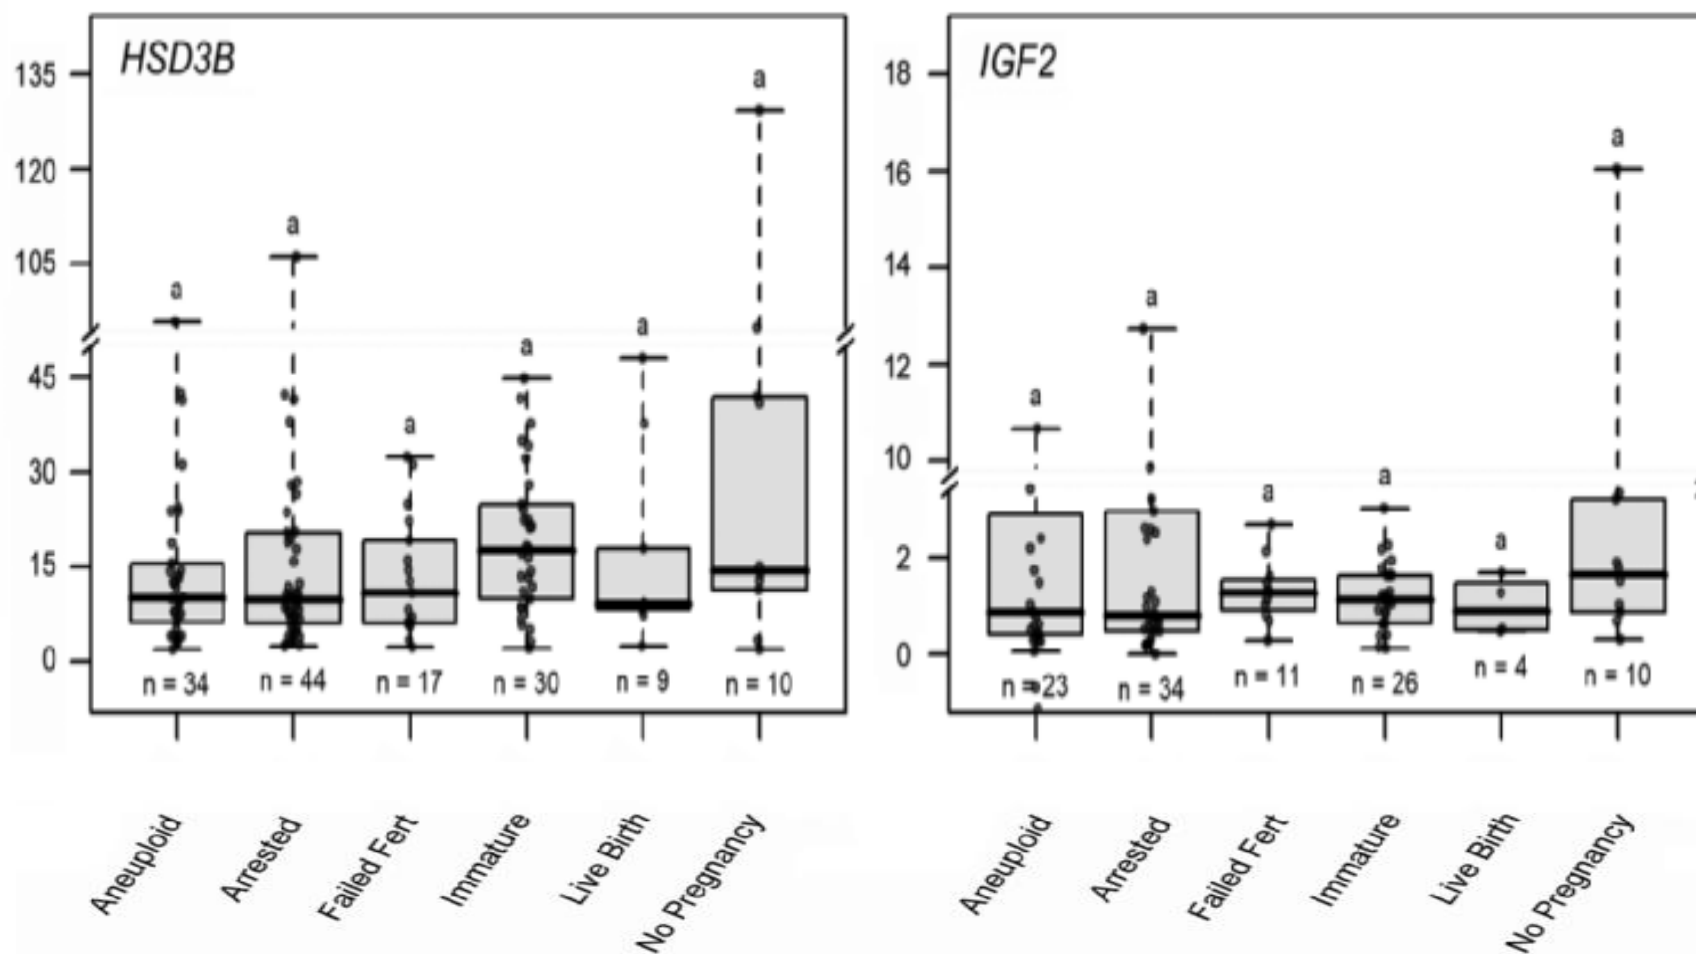 HSD3B
135
120
105
45
30
15
0
a
a
a
a
a
a
n = 34
n = 44
n = 17
n = 30
n = 9
n = 10
Aneuploid
Arrested
Failed Fert
Immature
Live Birth
No Pregnancy
IGF2
18
16
14
12
10
2
0
a
a
a
a
a
a
n = 23
n = 34
n = 11
n = 26
n = 4
n = 10
Aneuploid
Arrested
Failed Fert
Immature
Live Birth
No Pregnancy